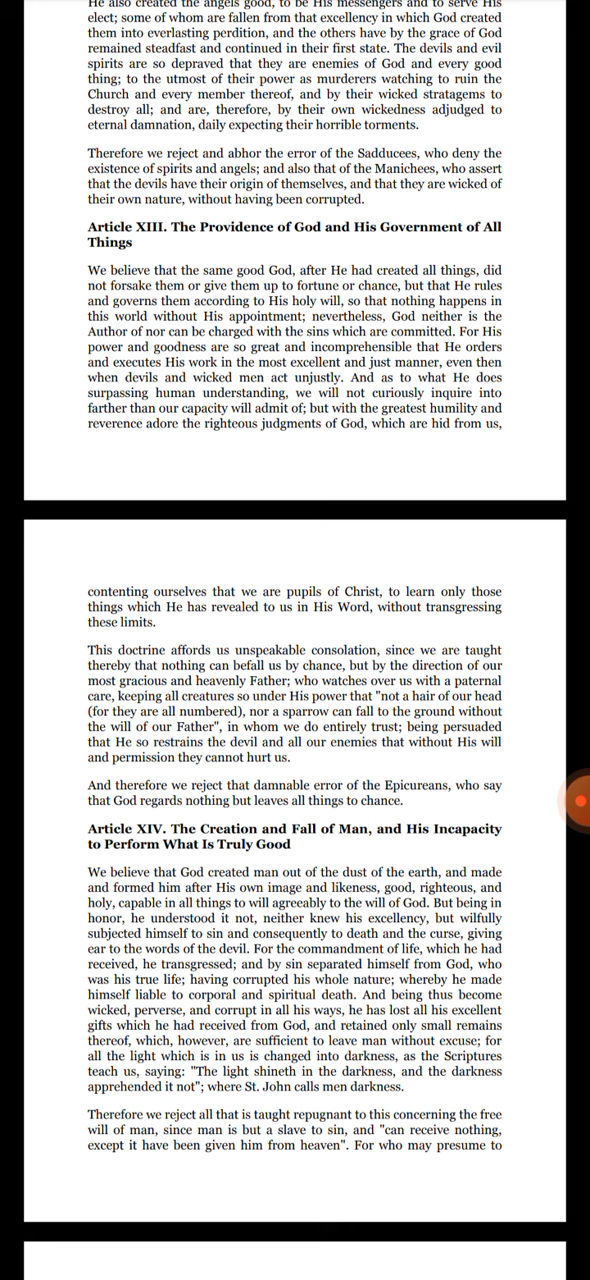 He also created the angels good, to be His messengers and to serve His
elect; some of whom are fallen from that excellency in which God created
them into everlasting perdition, and the others have by the grace of God
remained steadfast and continued in their first state. The devils and evil
spirits are so depraved that they are enemies of God and every good
thing; to the utmost of their power as murderers watching to ruin the
Church and every member thereof, and by their wicked stratagems to
destroy all; and are, therefore, by their own wickedness adjudged to
eternal damnation, daily expecting their horrible torments.
Therefore we reject and abhor the error of the Sadducees, who deny the
existence of spirits and angels; and also that of the Manichees, who assert
that the devils have their origin of themselves, and that they are wicked of
their own nature, without having been corrupted.
Article XIII. The Providence of God and His Government of All
Things
We believe that the same good God, after He had created all things, did
not forsake them or give them up to fortune or chance, but that He rules
and governs them according to His holy will, so that nothing happens in
this world without His appointment; nevertheless, God neither is the
Author of nor can be charged with the sins which are committed. For His
power and goodness are so great and incomprehensible that He orders
and executes His work in the most excellent and just manner, even then
when devils and wicked men act unjustly. And as to what He does
surpassing human understanding, we will not curiously inquire into
farther than our capacity will admit of; but with the greatest humility and
reverence adore the righteous judgments of God, which are hid from us,
contenting ourselves that we are pupils of Christ, to learn only those
things which He has revealed to us in His Word, without transgressing
these limits.
This doctrine affords us unspeakable consolation, since we are taught
thereby that nothing can befall us by chance, but by the direction of our
most gracious and heavenly Father; who watches over us with a paternal
care, keeping all creatures so under His power that "not a hair of our head
(for they are all numbered), nor a sparrow can fall to the ground without
the will of our Father", in whom we do entirely trust; being persuaded
that He so restrains the devil and all our enemies that without His will
and permission they cannot hurt us.
And therefore we reject that damnable error of the Epicureans, who say
that God regards nothing but leaves all things to chance.
Article XIV. The Creation and Fall of Man, and His Incapacity
to Perform What Is Truly Good
We believe that God created man out of the dust of the earth, and made
and formed him after His own image and likeness, good, righteous, and
holy, capable in all things to will agreeably to the will of God. But being in
honor, he understood it not, neither knew his excellency, but wilfully
subjected himself to sin and consequently to death and the curse, giving
ear to the words of the devil. For the commandment of life, which he had
received, he transgressed; and by sin separated himself from God, who
was his true life; having corrupted his whole nature; whereby he made
himself liable to corporal and spiritual death. And being thus become
wicked, perverse, and corrupt in all his ways, he has lost all his excellent
gifts which he had received from God, and retained only small remains
thereof, which, however, are sufficient to leave man without excuse; for
all the light which is in us is changed into darkness, as the Scriptures
teach us, saying: "The light shineth in the darkness, and the darkness
apprehended it not"; where St. John calls men darkness.
Therefore we reject all that is taught repugnant to this concerning the free
will of man, since man is but a slave to sin, and "can receive nothing,
except it have been given him from heaven". For who may presume to